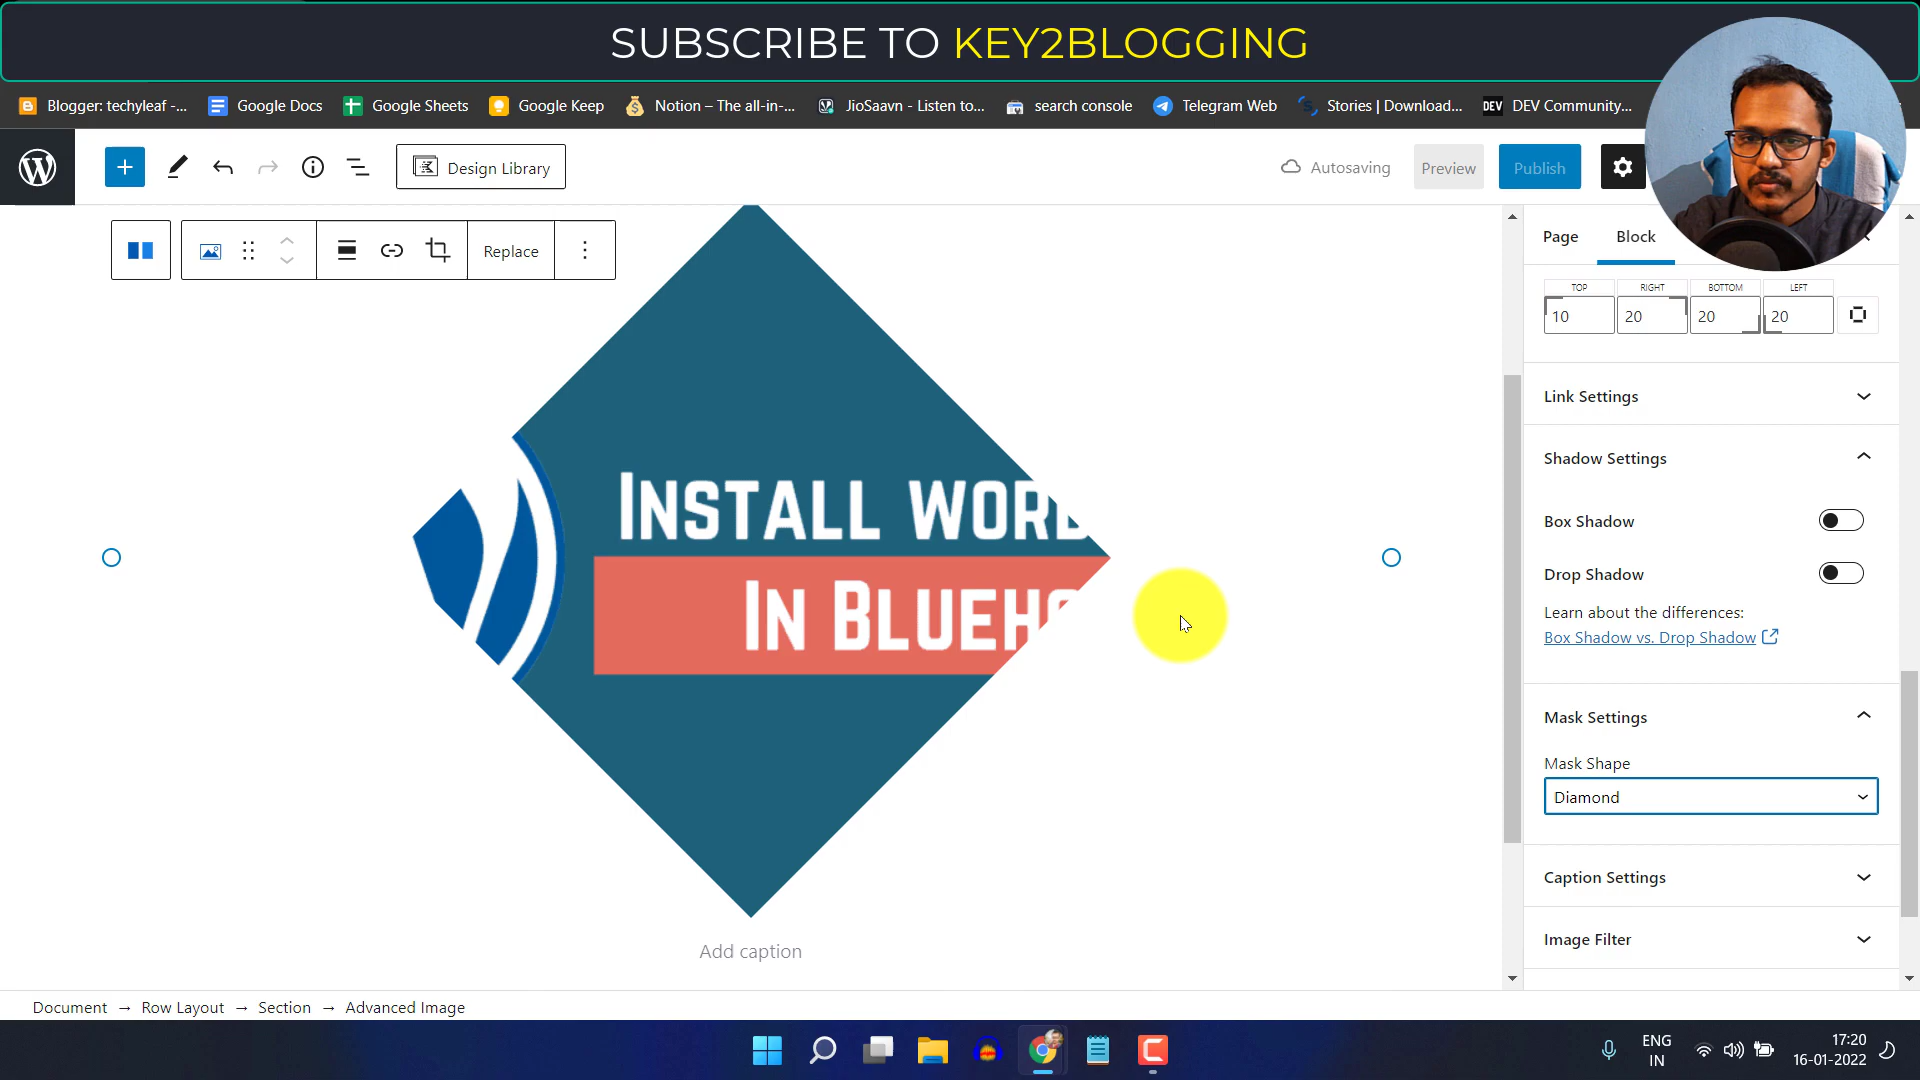 SUBSCRIBE TO KEY2BLOGGING
Blogger: techyleaf -...
Google Docs
Google Sheets
Google Keep
Notion – The all-in-...
JioSaavn - Listen to...
search console
Telegram Web
Stories | Download...
DEV
DEV Community...
Design Library
Autosaving
Preview
Publish
Replace
Page
Block
TOP
RIGHT
BOTTOM
LEFT
10
20
20
20
Link Settings
Shadow Settings
Box Shadow
Drop Shadow
Learn about the differences:
Box Shadow vs. Drop Shadow
Mask Settings
Mask Shape
Diamond
Caption Settings
Image Filter
INSTALL WORD
IN BLUEHO
Add caption
Document → Row Layout → Section → Advanced Image
ENG
IN
17:20
16-01-2022